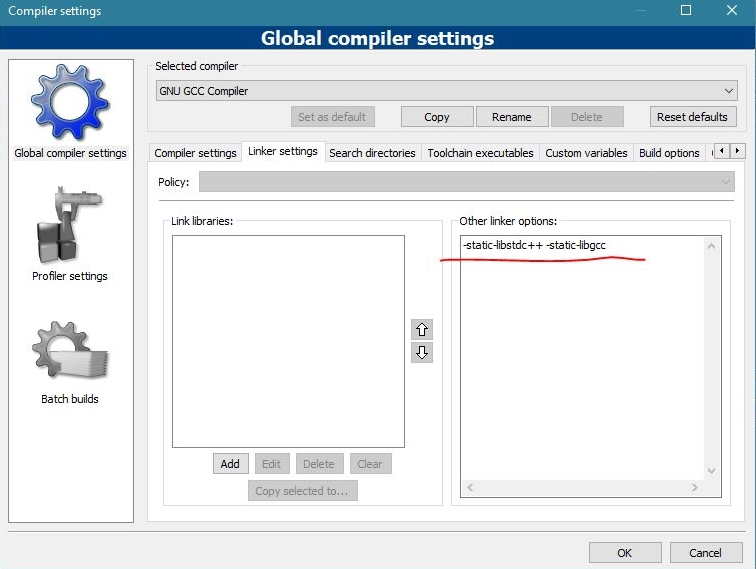 Compiler settings
Global compiler settings
Global compiler settings
Profiler settings
Batch builds
Selected compiler
GNU GCC Compiler
Set as default Copy Rename Delete Reset defaults
Compiler settings Linker settings Search directories Toolchain executables Custom variables Build options
Policy:
Link libraries:
Add Edit Delete Clear
Copy selected to...
Other linker options:
-static-libstdc++ -static-libgcc
OK Cancel